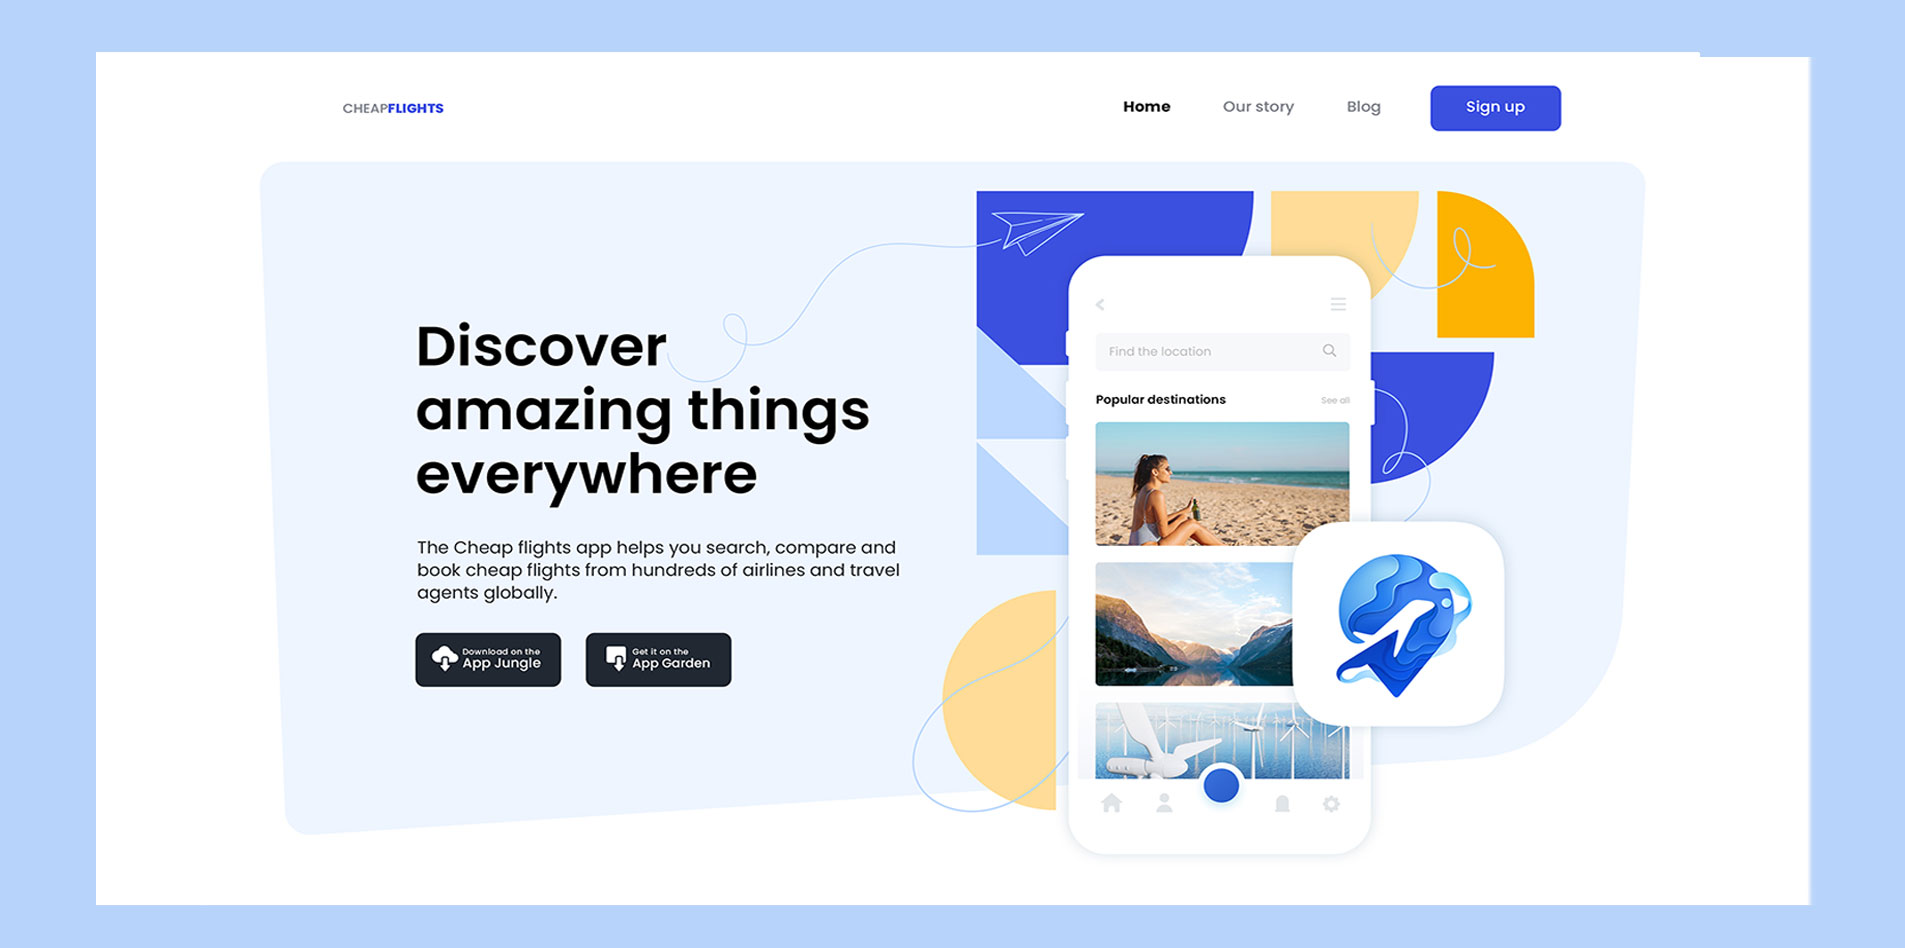 CHEAPFLIGHTS
Home
Our story
Blog
Sign up
Discover
amazing things
everywhere
The Cheap flights app helps you search, compare and
book cheap flights from hundreds of airlines and travel
agents globally.
Download on the
App Jungle
Get it on the
App Garden
Find the location
Popular destinations
See all